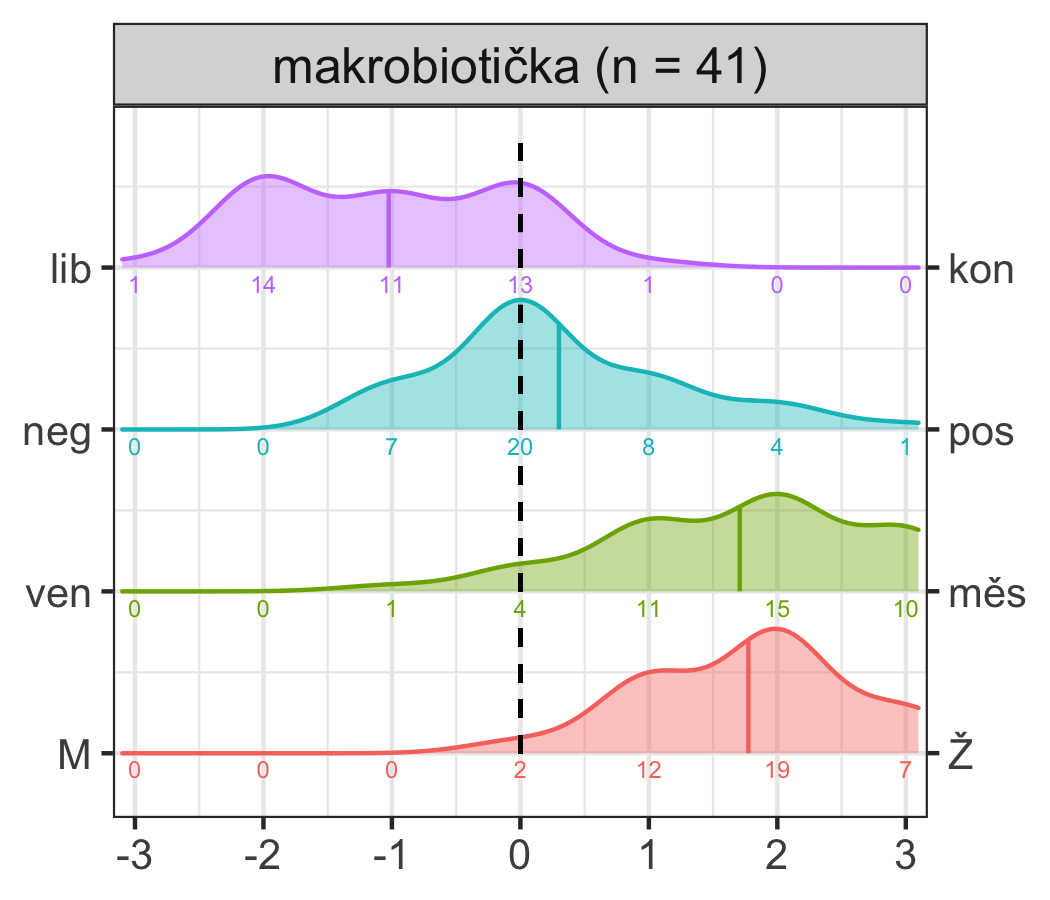 makrobiotička (n = 41)
lib kon
1 14 11 13 1 0 0
neg pos
0 0 7 20 8 4 1
ven měs
0 0 1 4 11 15 10
M Ž
0 0 0 2 12 19 7
-3 -2 -1 0 1 2 3